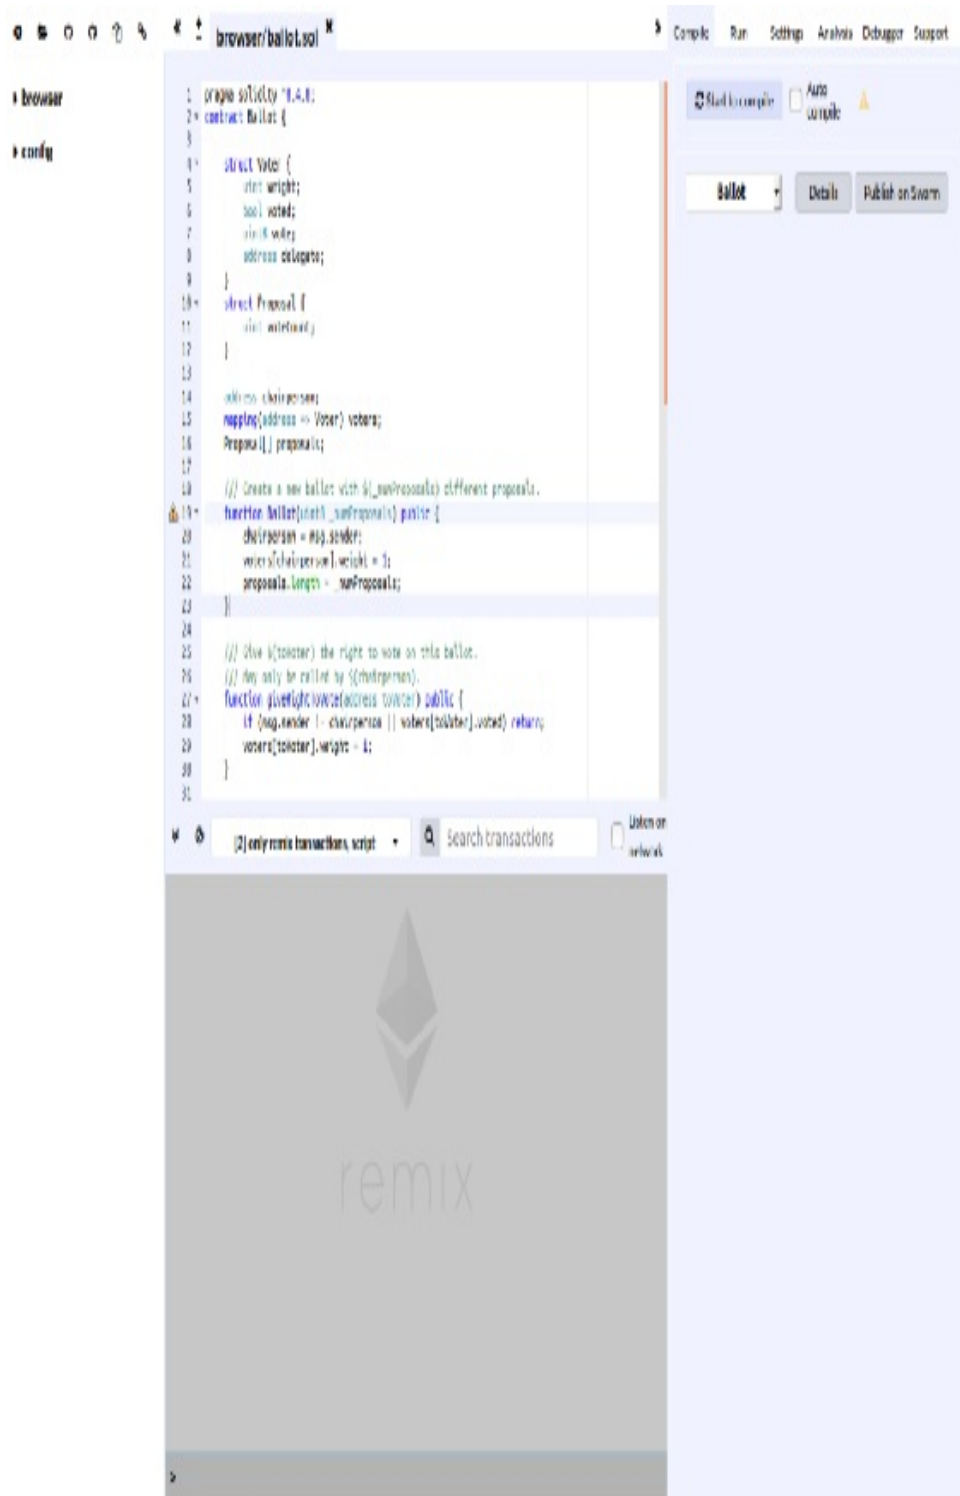 browser/ballot.sol
Compile Run Settings Analysis Debugger Support
browser
config
Start to compile
Auto compile
Ballot
Details
Publish on Swarm
1 pragma solidity ^0.4.0;
2 contract Ballot {
3
4 struct Voter {
5 uint weight;
6 bool voted;
7 uint8 vote;
8 address delegate;
9 }
10 struct Proposal {
11 uint voteCount;
12 }
13
14 address chairperson;
15 mapping(address => Voter) voters;
16 Proposal[] proposals;
17
18 /// Create a new ballot with $(_numProposals) different proposals.
19 function Ballot(uint8 _numProposals) public {
20 chairperson = msg.sender;
21 voters[chairperson].weight = 1;
22 proposals.length = _numProposals;
23 }
24
25 /// Give $(toVoter) the right to vote on this ballot.
26 /// May only be called by $(chairperson).
27 function giveRightToVote(address toVoter) public {
28 if (msg.sender != chairperson || voters[toVoter].voted) return;
29 voters[toVoter].weight = 1;
30 }
31
[2] only remix transactions, script
Search transactions
Listen on network
remix
>